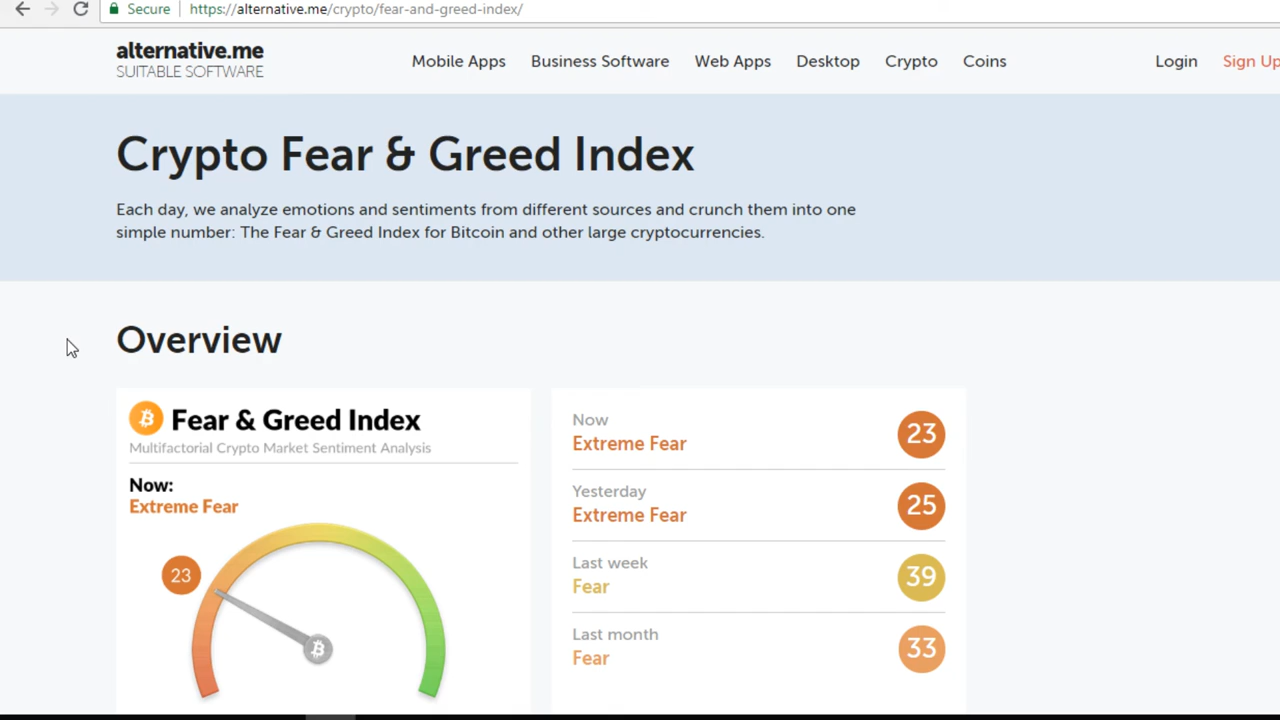 Secure https://alternative.me/crypto/fear-and-greed-index/
alternative.me
SUITABLE SOFTWARE
Mobile Apps Business Software Web Apps Desktop Crypto Coins Login Sign Up
Crypto Fear & Greed Index
Each day, we analyze emotions and sentiments from different sources and crunch them into one
simple number: The Fear & Greed Index for Bitcoin and other large cryptocurrencies.
Overview
Fear & Greed Index
Multifactorial Crypto Market Sentiment Analysis
Now:
Extreme Fear
23
Now
Extreme Fear 23
Yesterday
Extreme Fear 25
Last week
Fear 39
Last month
Fear 33